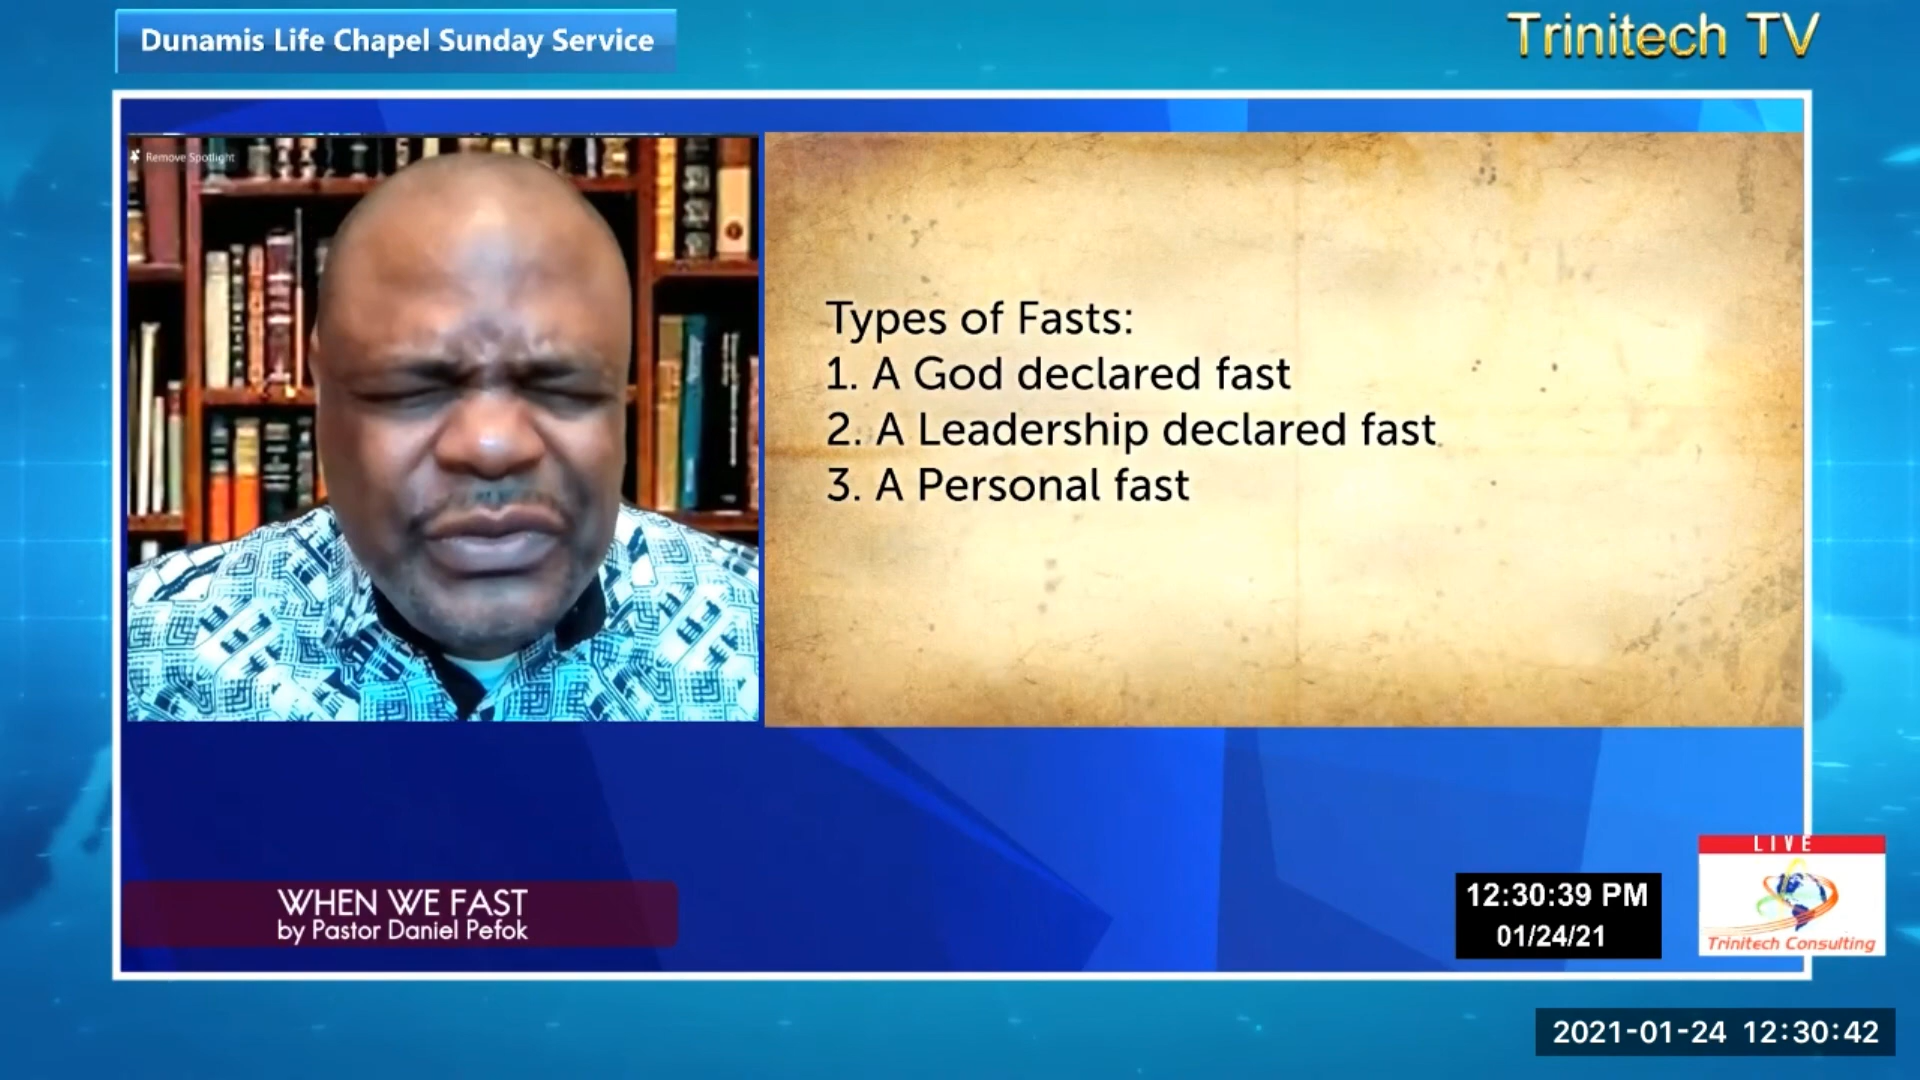 Dunamis Life Chapel Sunday Service
Trinitech TV
Remove Spotlight
Types of Fasts:
1. A God declared fast
2. A Leadership declared fast
3. A Personal fast
WHEN WE FAST
by Pastor Daniel Pefok
12:30:39 PM
01/24/21
LIVE
Trinitech Consulting
2021-01-24 12:30:42